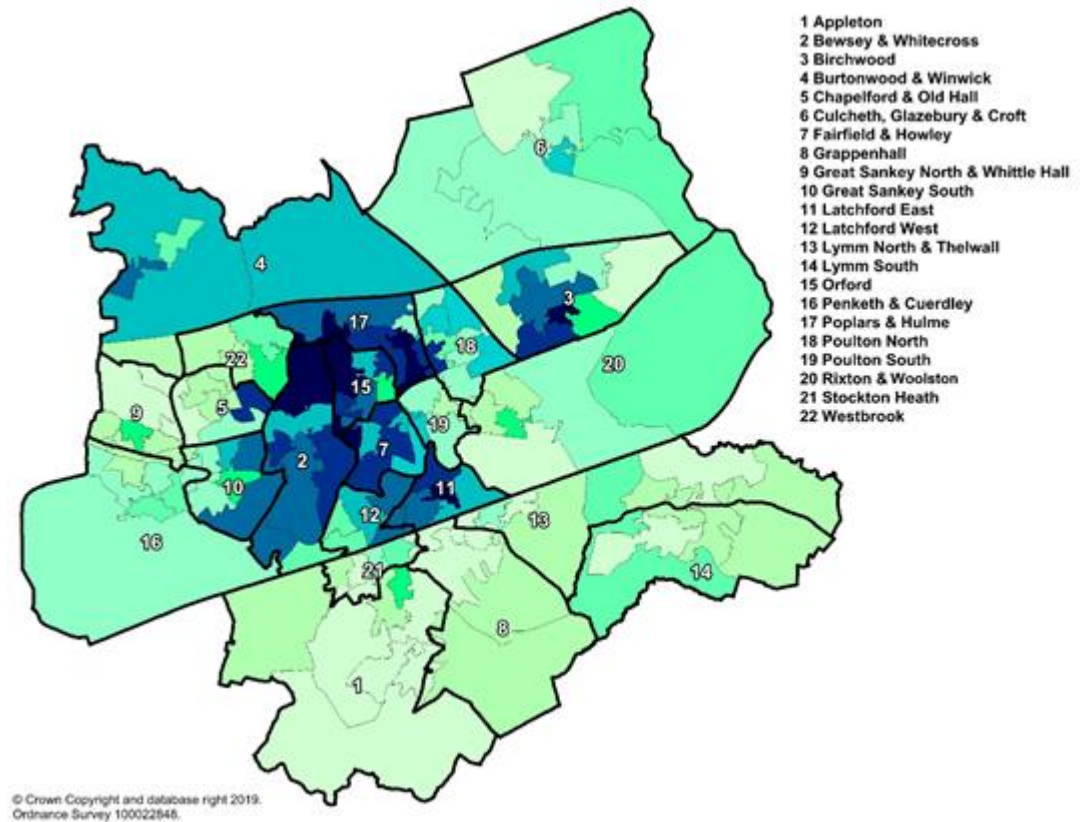 1 Appleton
2 Bewsey & Whitecross
3 Birchwood
4 Burtonwood & Winwick
5 Chapelford & Old Hall
6 Culcheth, Glazebury & Croft
7 Fairfield & Howley
8 Grappenhall
9 Great Sankey North & Whittle Hall
10 Great Sankey South
11 Latchford East
12 Latchford West
13 Lymm North & Thelwall
14 Lymm South
15 Orford
16 Penketh & Cuerdley
17 Poplars & Hulme
18 Poulton North
19 Poulton South
20 Rixton & Woolston
21 Stockton Heath
22 Westbrook
6
4
3
17
18
22
20
15
5
9
19
7
2
10
11
12
13
16
21
14
8
1
© Crown Copyright and database right 2019.
Ordnance Survey 100022848.